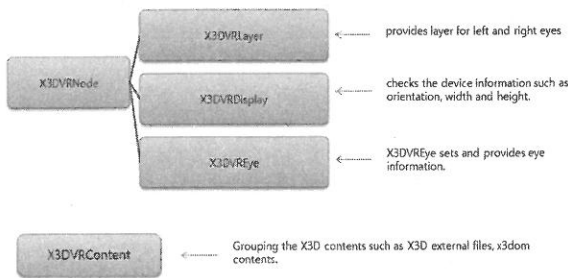 X3DVRLayer
provides layer for left and right eyes
X3DVRNode
X3DVRDisplay
checks the device information such as
orientation, width and height.
X3DVREye
X3DVREye sets and provides eye
information.
X3DVRContent
Grouping the X3D contents such as X3D external files, x3dom
contents.